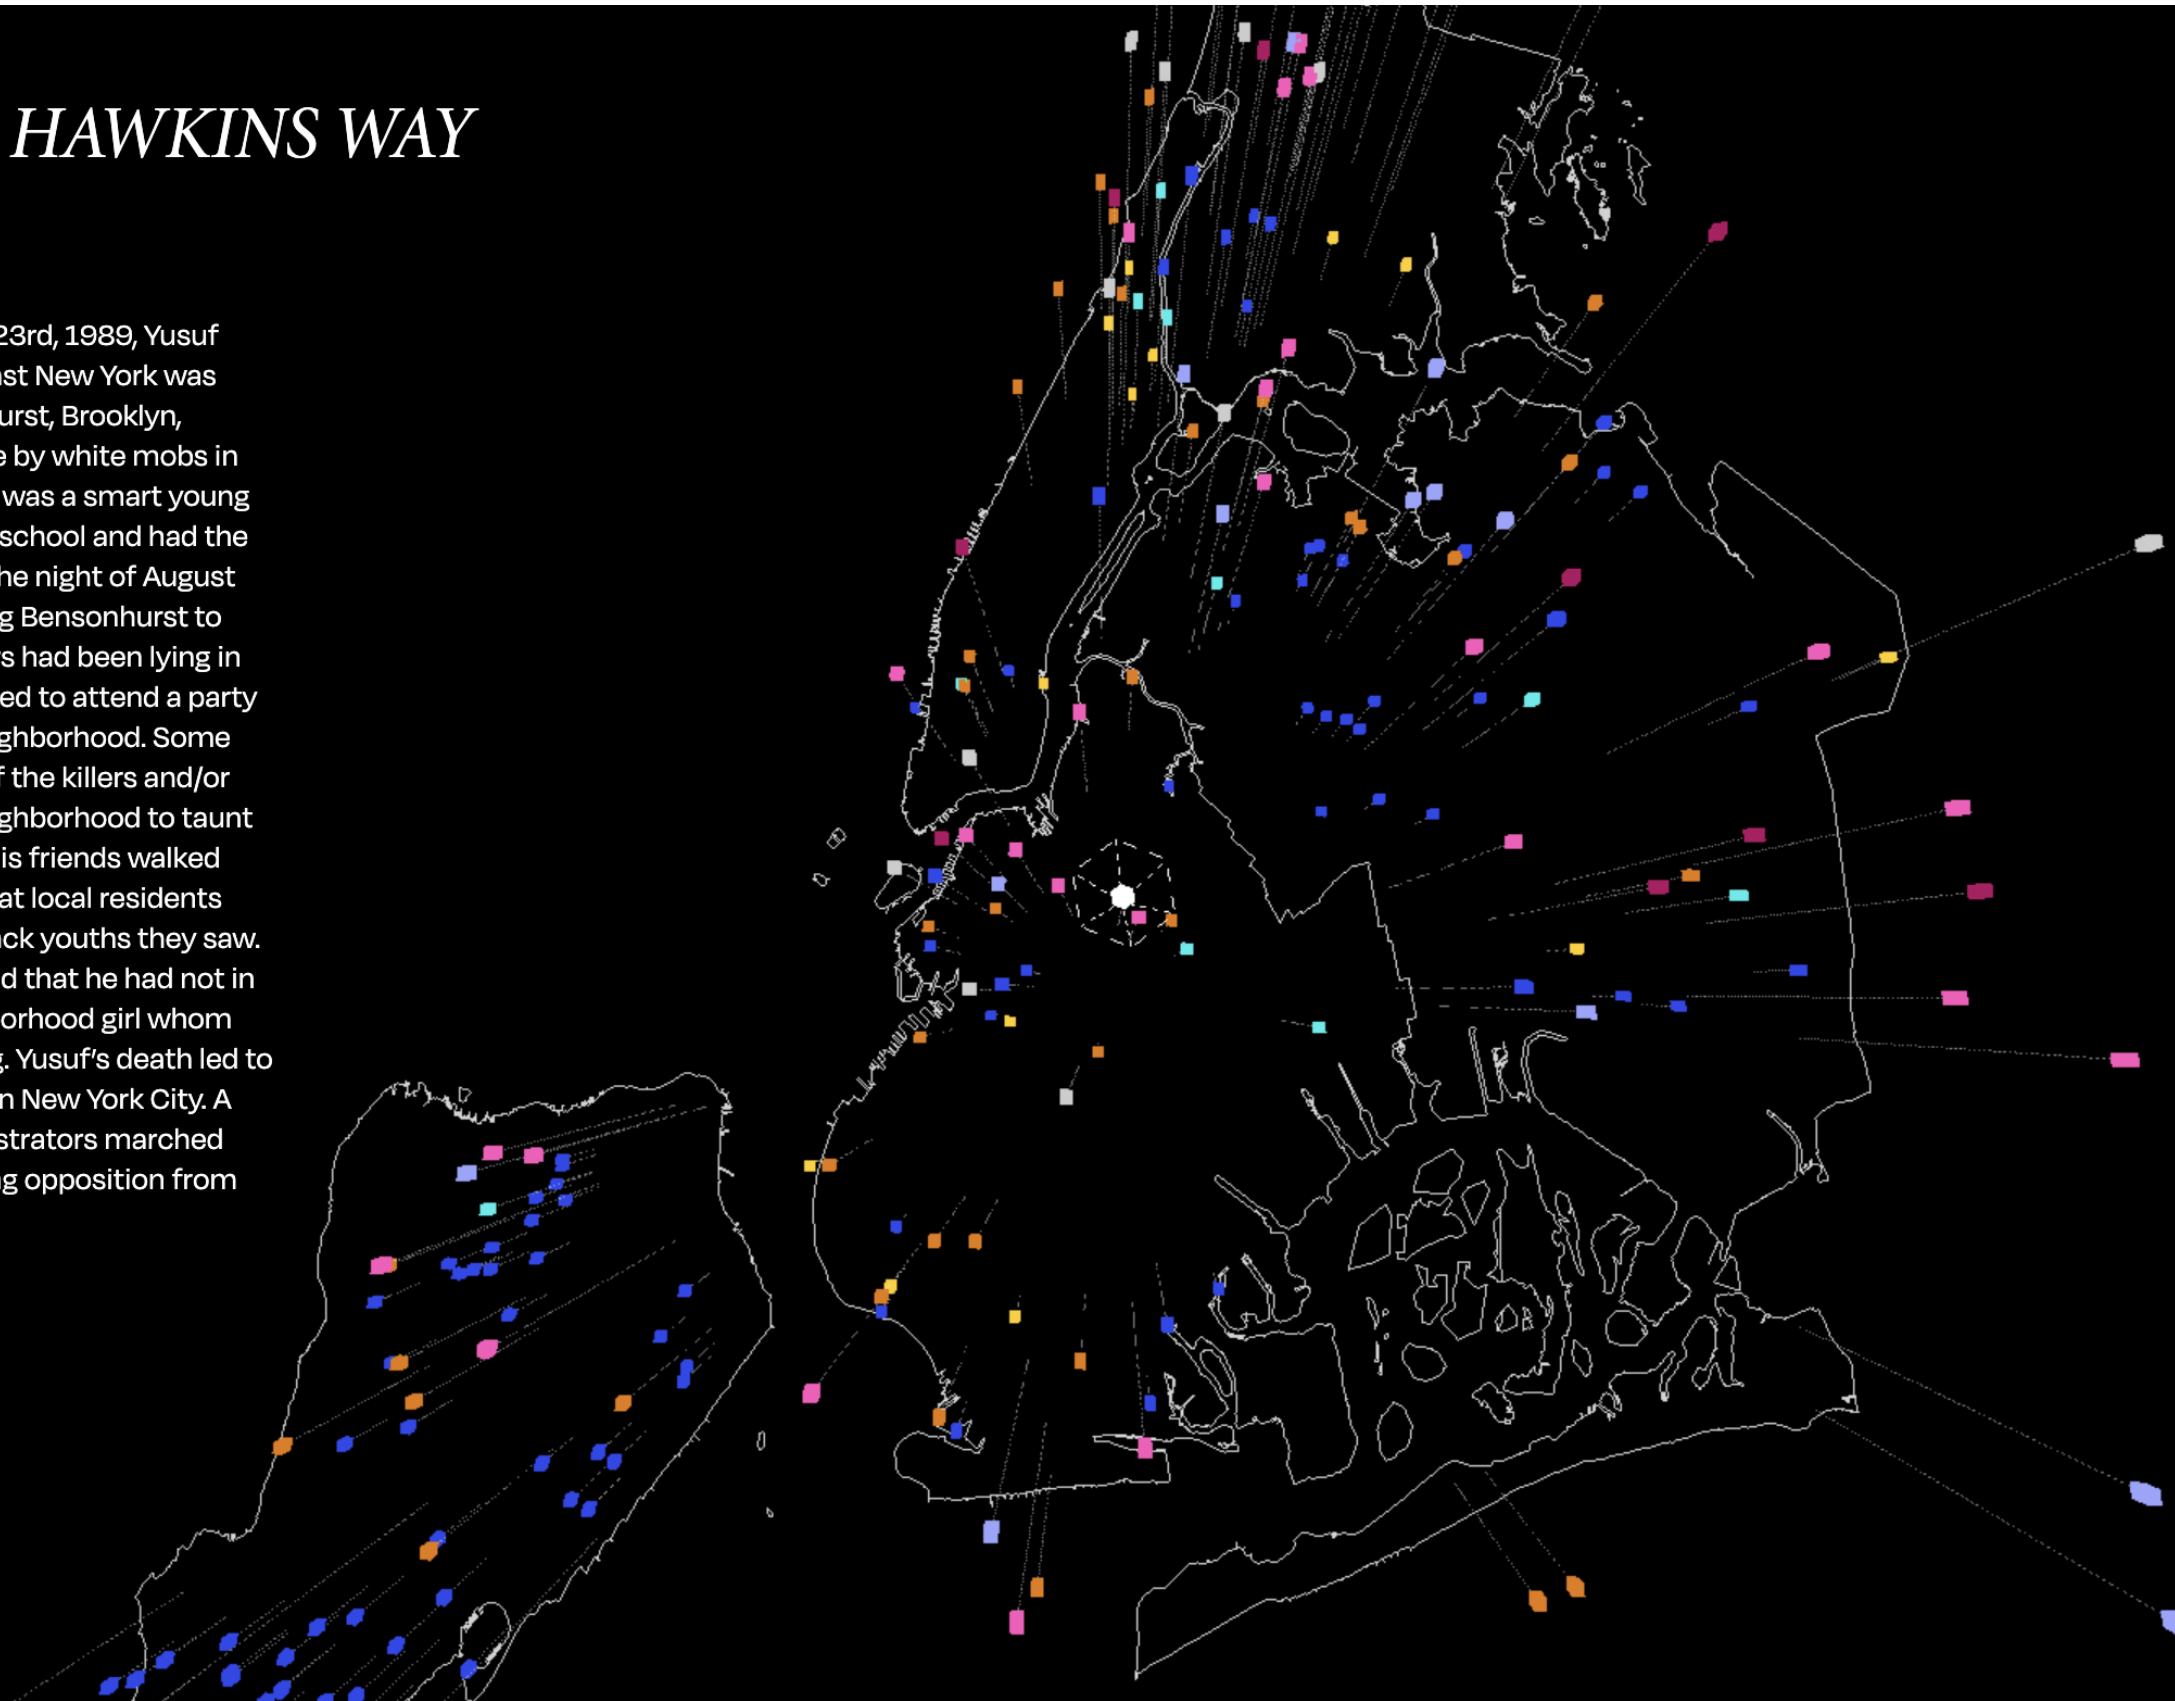 HAWKINS WAY
23rd, 1989, Yusuf
ast New York was
urst, Brooklyn,
e by white mobs in
was a smart young
school and had the
he night of August
g Bensonhurst to
rs had been lying in
ed to attend a party
ghborhood. Some
f the killers and/or
ghborhood to taunt
is friends walked
at local residents
ack youths they saw.
d that he had not in
orhood girl whom
g. Yusuf’s death led to
n New York City. A
strators marched
ng opposition from